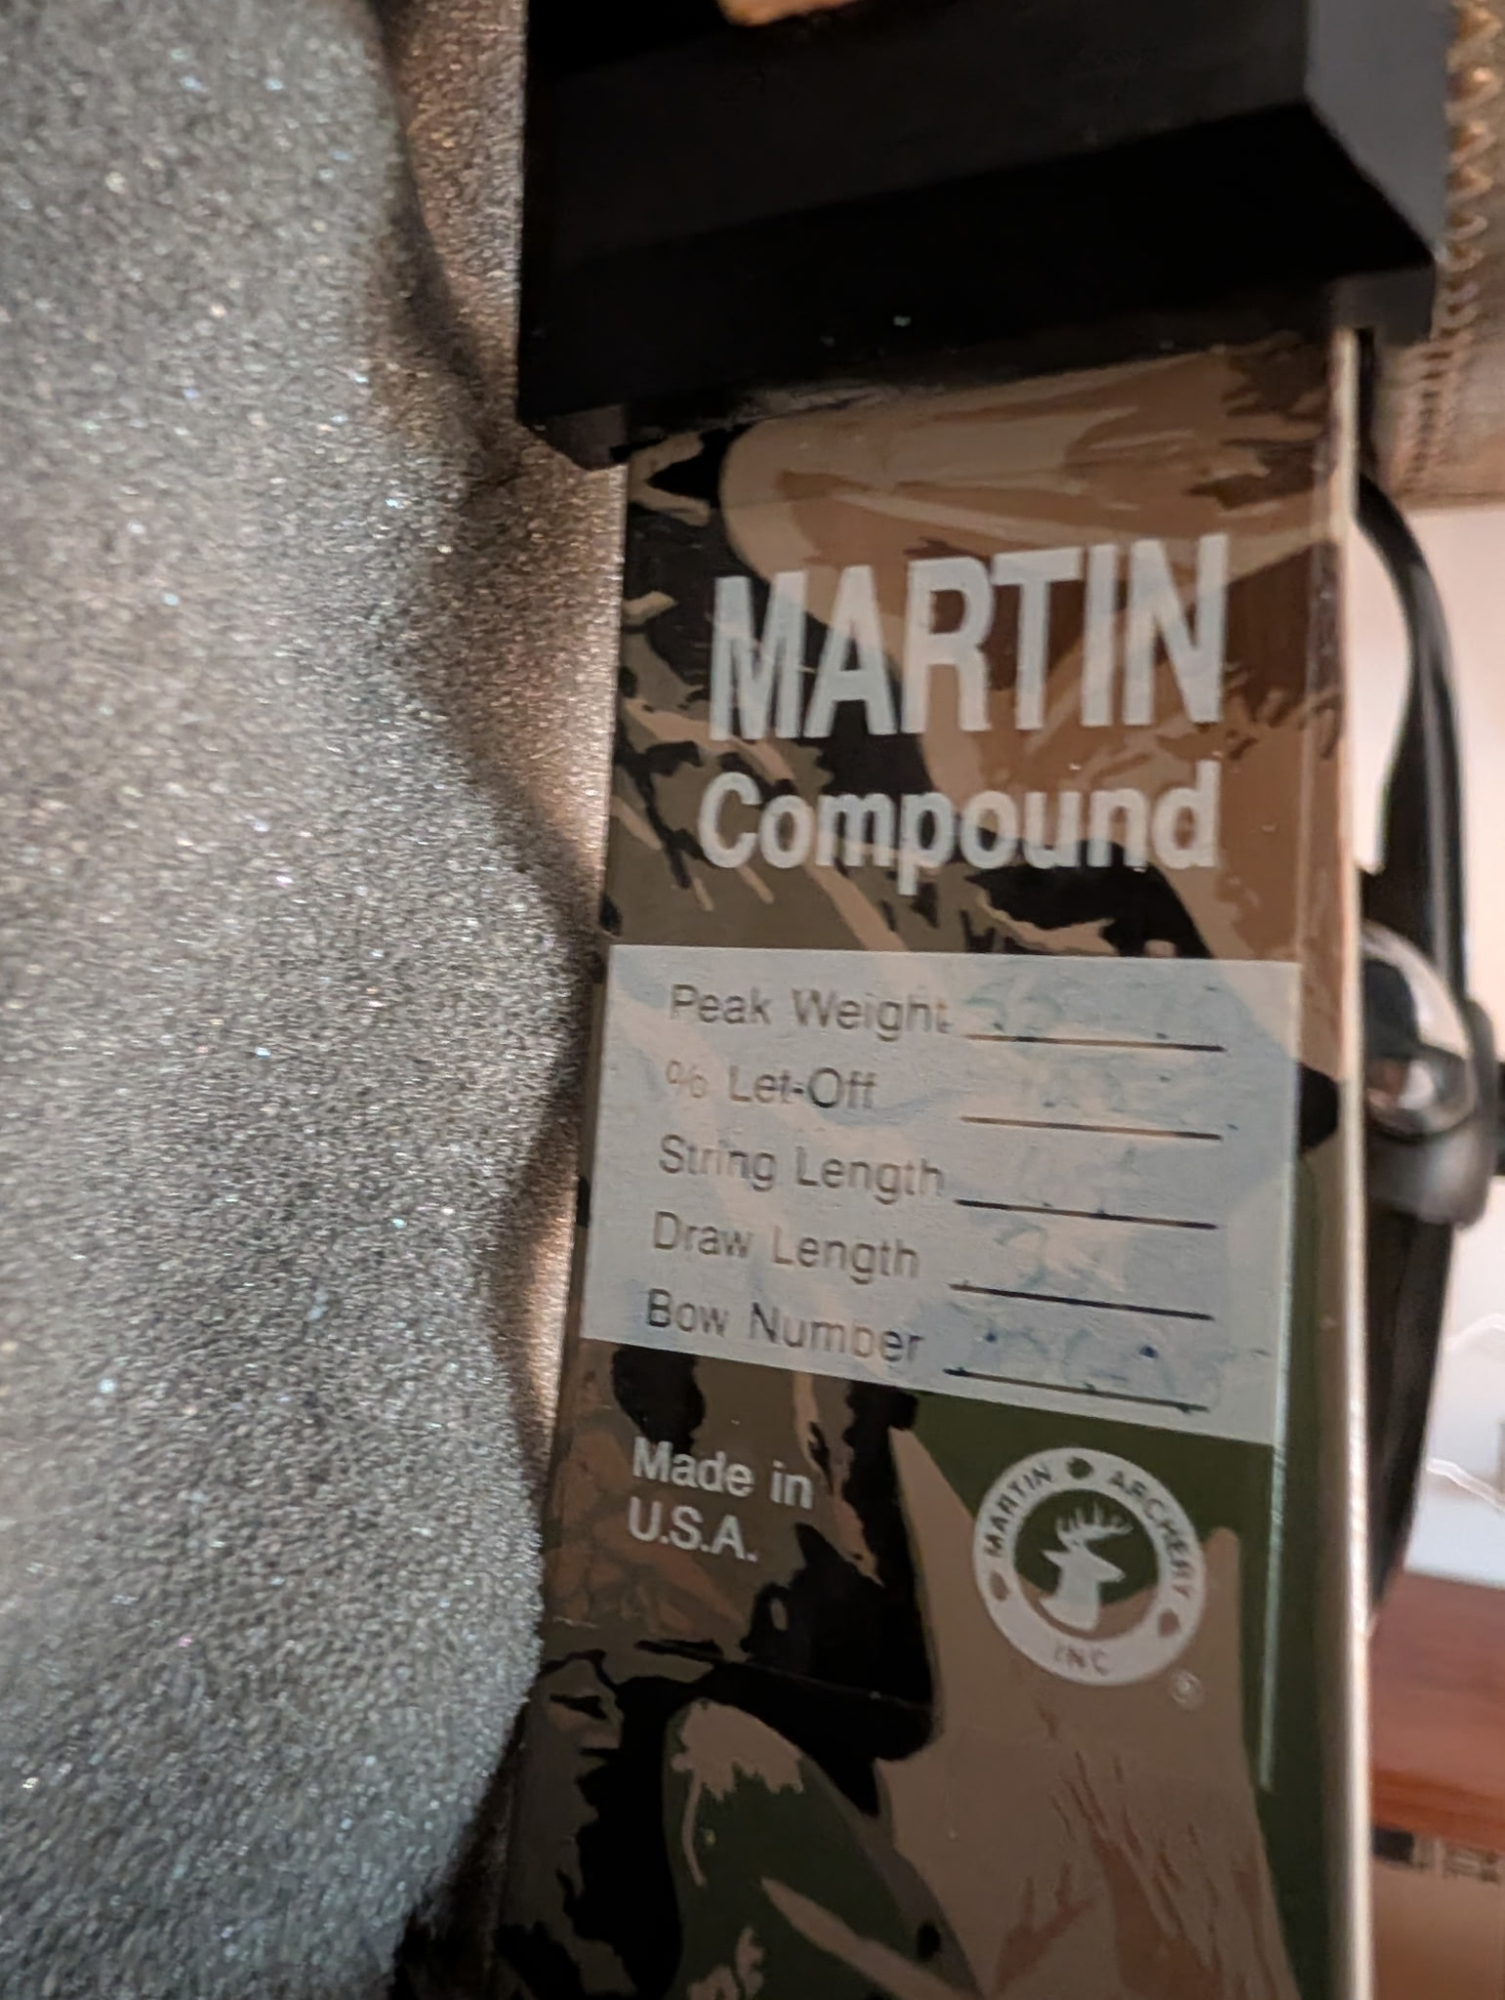 MARTIN
Compound
Peak Weight
% Let-Off
String Length
Draw Length
Bow Number
Made in
U.S.A.
MARTIN ARCHERY INC
®